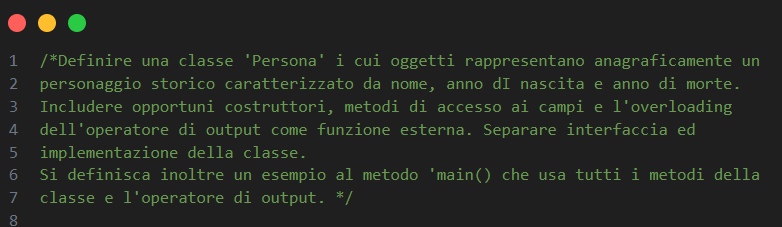 1 /*Definire una classe 'Persona' i cui oggetti rappresentano anagraficamente un
2 personaggio storico caratterizzato da nome, anno dI nascita e anno di morte.
3 Includere opportuni costruttori, metodi di accesso ai campi e l'overloading
4 dell'operatore di output come funzione esterna. Separare interfaccia ed
5 implementazione della classe.
6 Si definisca inoltre un esempio al metodo 'main() che usa tutti i metodi della
7 classe e l'operatore di output. */
8